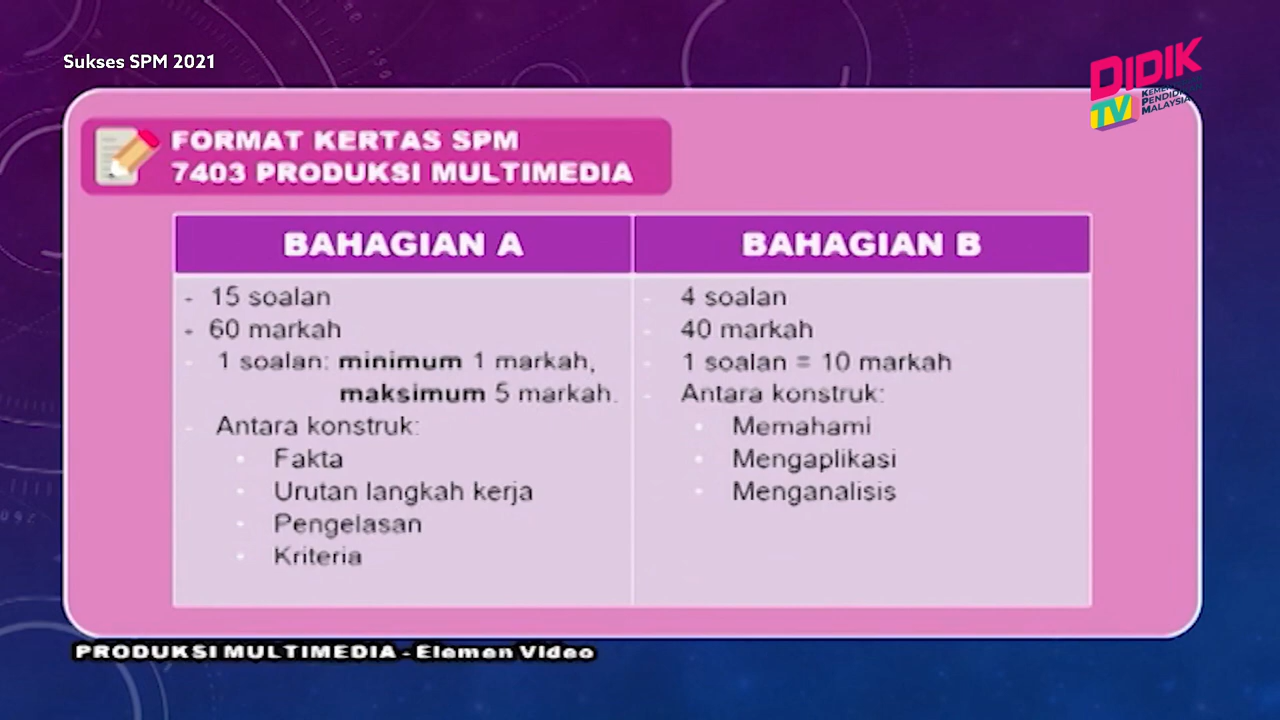 Sukses SPM 2021
DIDIK
TV
PENDIDIKAN
MALAYSIA
FORMAT KERTAS SPM
7403 PRODUKSI MULTIMEDIA
BAHAGIAN A
- 15 soalan
- 60 markah
- 1 soalan: minimum 1 markah,
maksimum 5 markah.
- Antara konstruk:
• Fakta
• Urutan langkah kerja
• Pengelasan
• Kriteria
BAHAGIAN B
- 4 soalan
- 40 markah
- 1 soalan = 10 markah
- Antara konstruk:
• Memahami
• Mengaplikasi
• Menganalisis
PRODUKSI MULTIMEDIA - Elemen Video